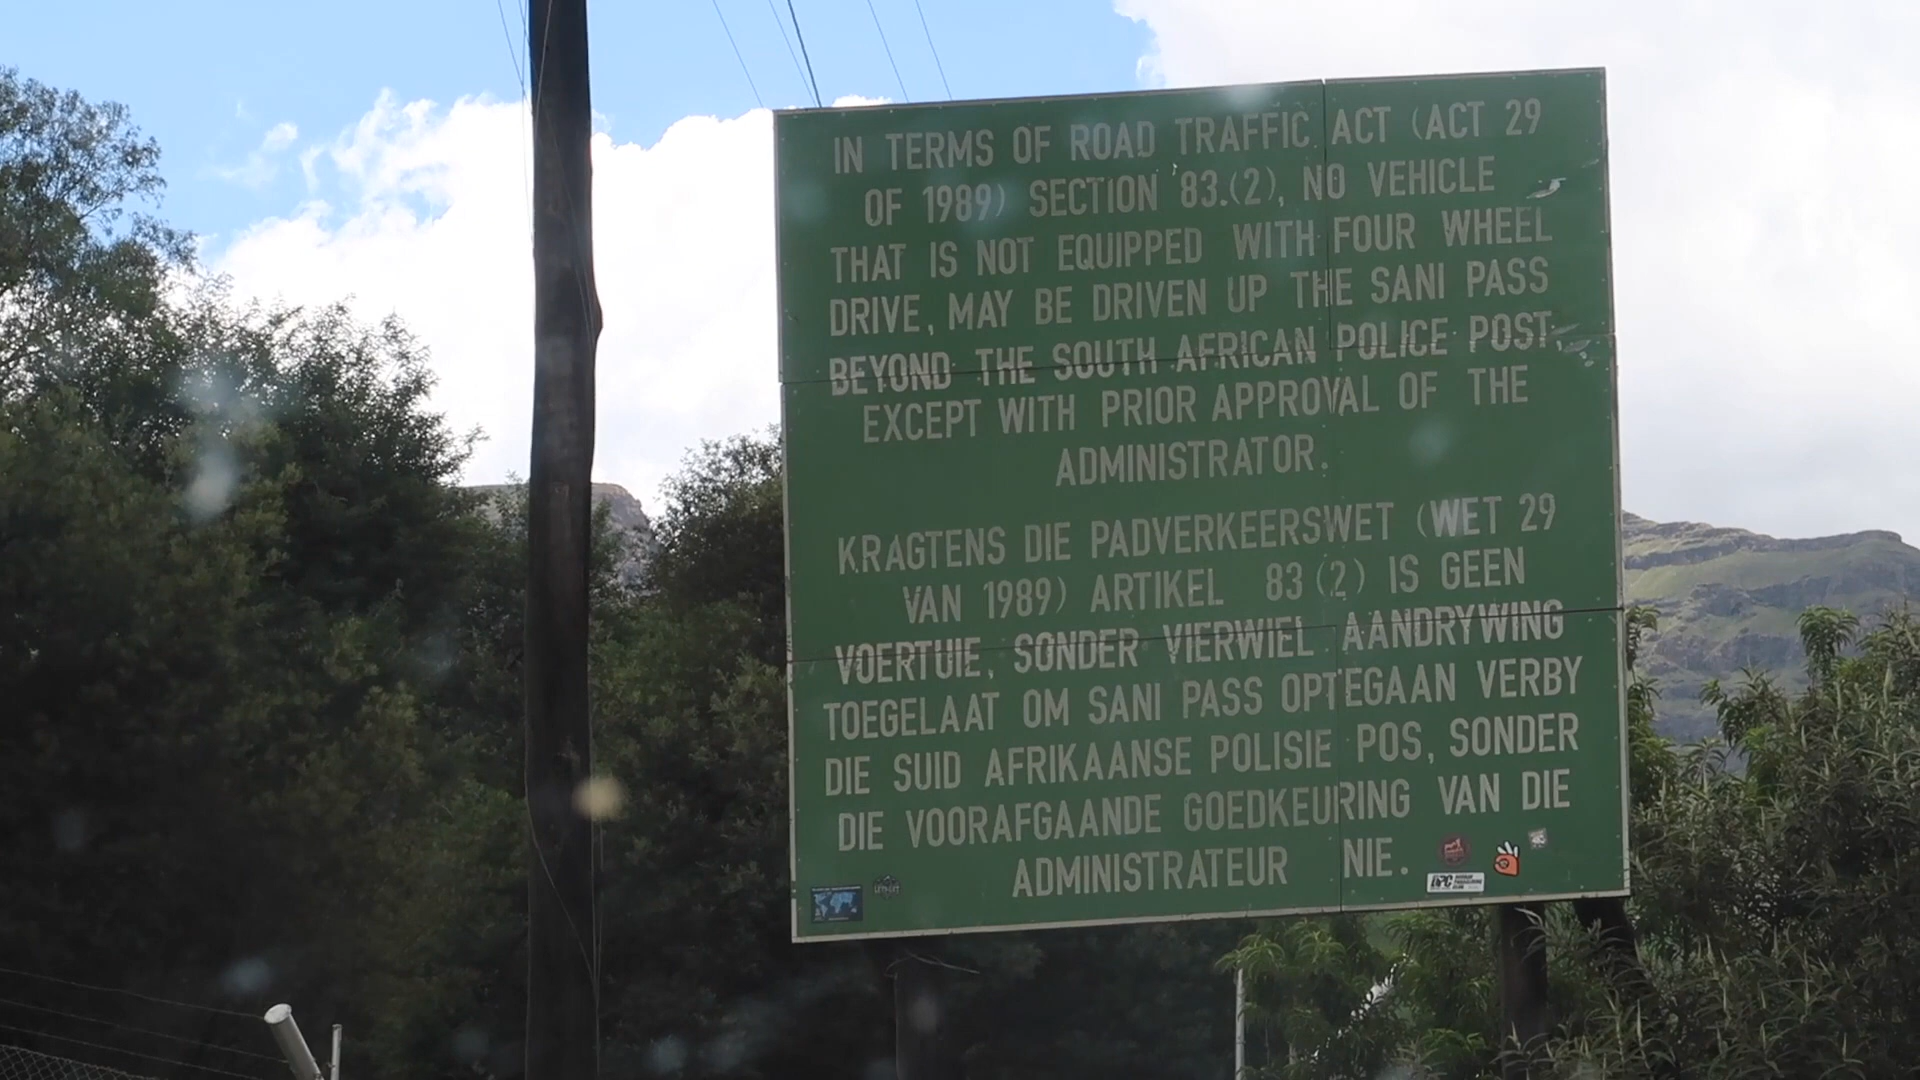 IN TERMS OF ROAD TRAFFIC ACT (ACT 29
OF 1989) SECTION 83.(2), NO VEHICLE
THAT IS NOT EQUIPPED WITH FOUR WHEEL
DRIVE, MAY BE DRIVEN UP THE SANI PASS
BEYOND THE SOUTH AFRICAN POLICE POST
EXCEPT WITH PRIOR APPROVAL OF THE
ADMINISTRATOR.
KRAGTENS DIE PADVERKEERSWET (WET 29
VAN 1989) ARTIKEL 83 (2) IS GEEN
VOERTUIE, SONDER VIERWIEL AANDRYWING
TOEGELAAT OM SANI PASS OPTEGAAN VERBY
DIE SUID AFRIKAANSE POLISIE POS, SONDER
DIE VOORAFGAANDE GOEDKEURING VAN DIE
ADMINISTRATEUR NIE.